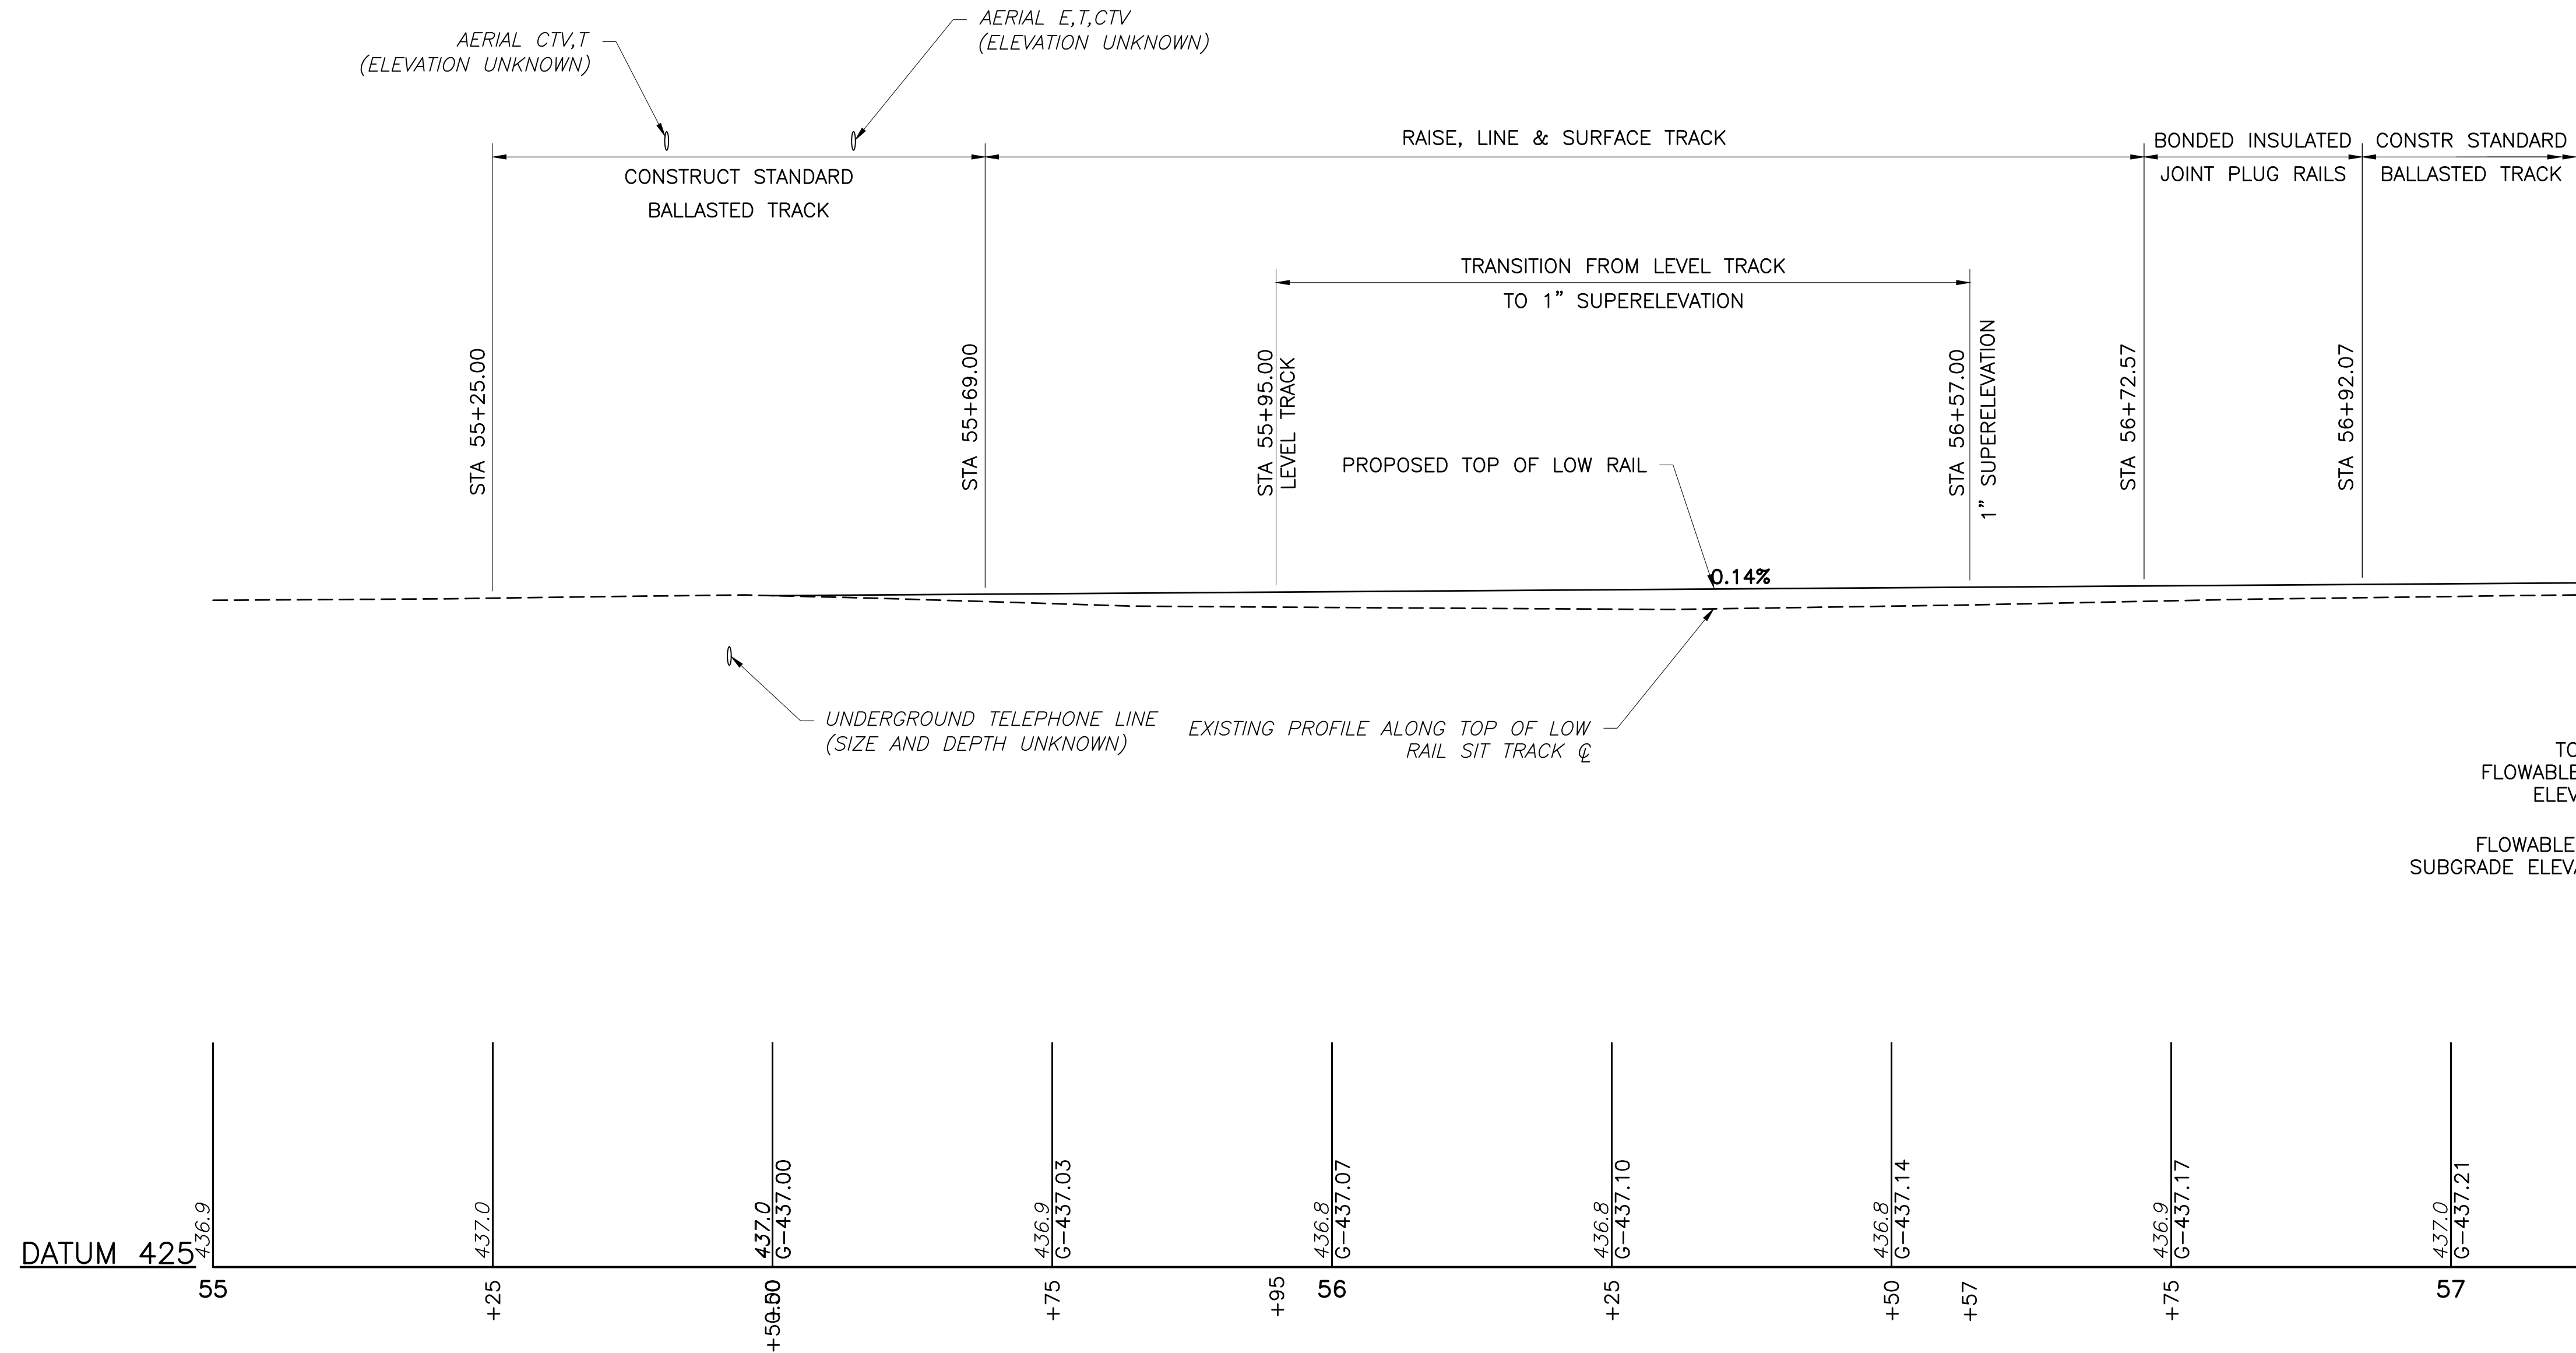 AERIAL E,T,CTV
(ELEVATION UNKNOWN)
AERIAL CTV,T
(ELEVATION UNKNOWN)
RAISE, LINE & SURFACE TRACK
BONDED INSULATED
JOINT PLUG RAILS
CONSTR STANDARD
BALLASTED TRACK
CONSTRUCT STANDARD
BALLASTED TRACK
TRANSITION FROM LEVEL TRACK
TO 1" SUPERELEVATION
STA 55+25.00
STA 55+69.00
STA 55+95.00
LEVEL TRACK
STA 56+57.00
1" SUPERELEVATION
STA 56+72.57
STA 56+92.07
PROPOSED TOP OF LOW RAIL
0.14%
UNDERGROUND TELEPHONE LINE
(SIZE AND DEPTH UNKNOWN)
EXISTING PROFILE ALONG TOP OF LOW
RAIL SIT TRACK ℄
TO
FLOWABLE
ELEV
FLOWABLE
SUBGRADE ELEVA
436.9
437.0
437.0
G-437.00
436.9
G-437.03
436.8
G-437.07
436.8
G-437.10
436.8
G-437.14
436.9
G-437.17
437.0
G-437.21
DATUM 425
55
+25
+75
+95
56
+25
+50
+57
+75
57